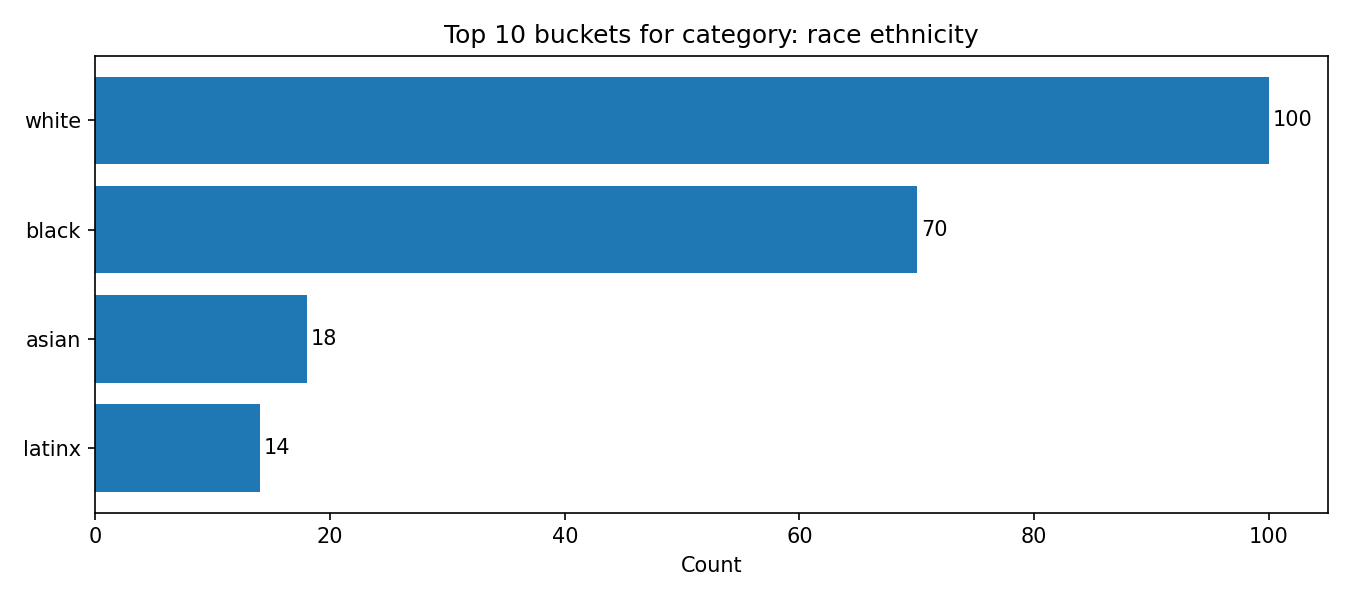 Top 10 buckets for category: race ethnicity
white
100
black
70
asian
18
latinx
14
0 20 40 60 80 100
Count